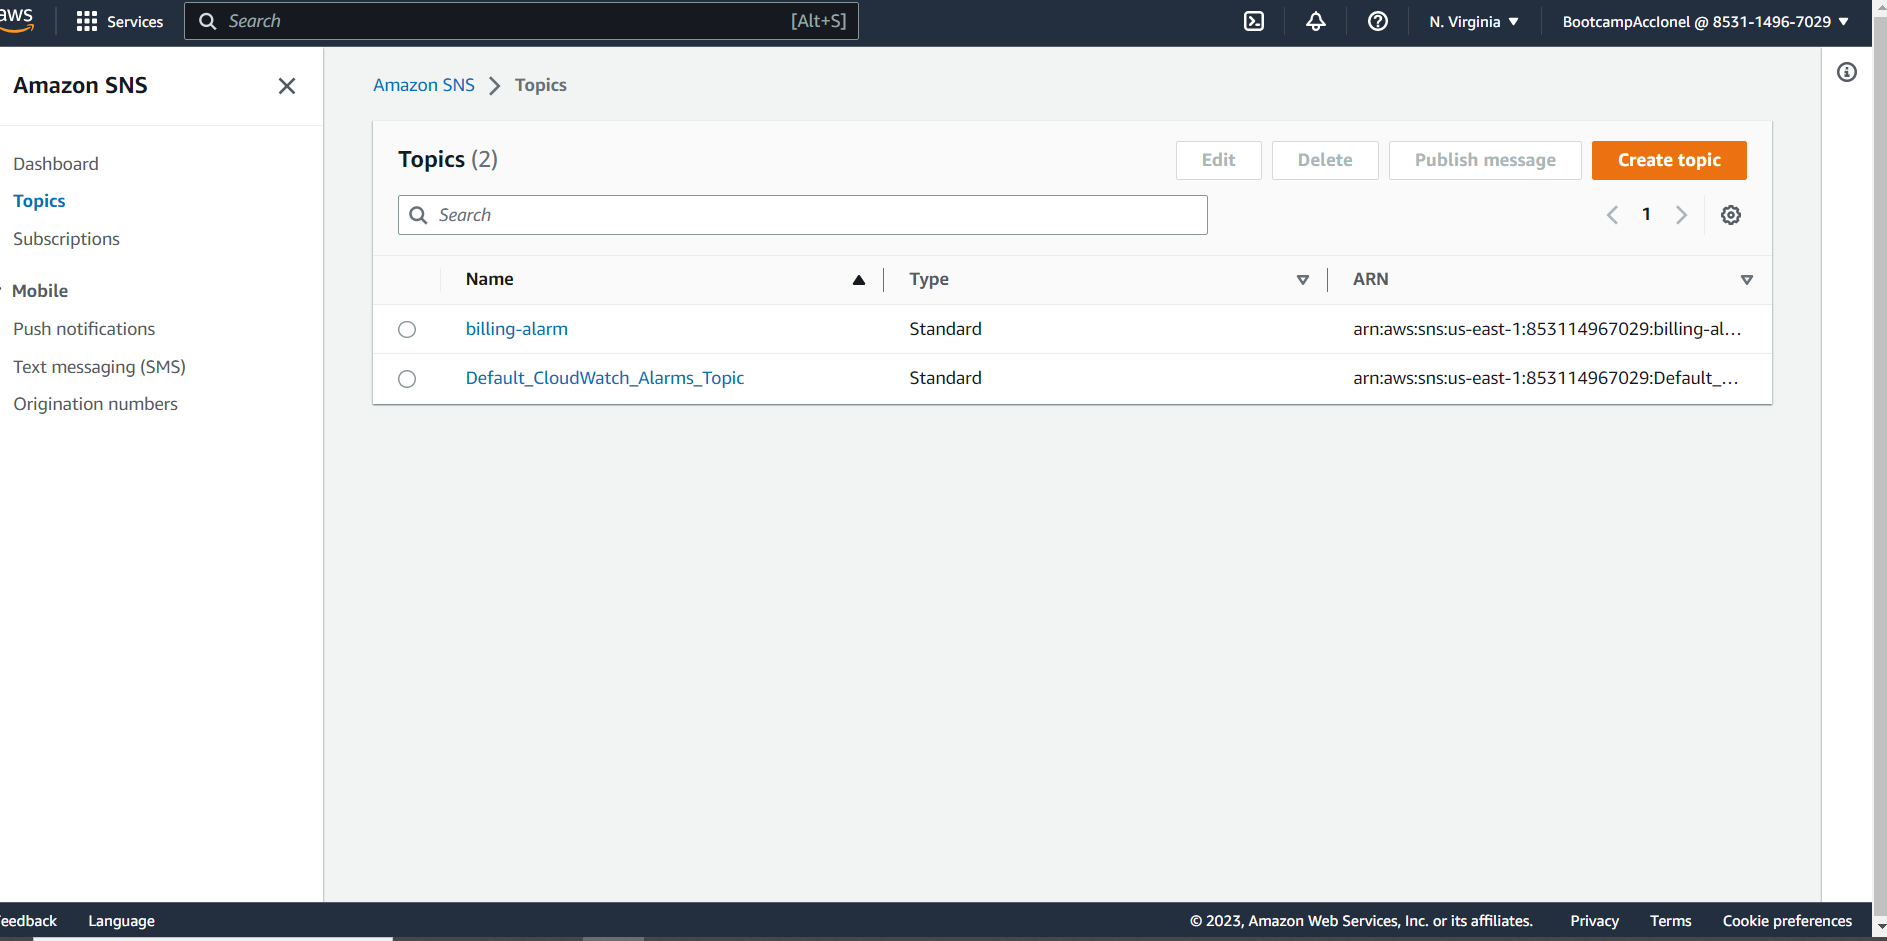 aws Services Search [Alt+S] N. Virginia BootcampAccIonel @ 8531-1496-7029
Amazon SNS
Dashboard
Topics
Subscriptions
Mobile
Push notifications
Text messaging (SMS)
Origination numbers
Amazon SNS Topics
Topics (2) Edit Delete Publish message Create topic
Search 1
Name Type ARN
billing-alarm Standard arn:aws:sns:us-east-1:853114967029:billing-al...
Default_CloudWatch_Alarms_Topic Standard arn:aws:sns:us-east-1:853114967029:Default_...
eedback Language © 2023, Amazon Web Services, Inc. or its affiliates. Privacy Terms Cookie preferences